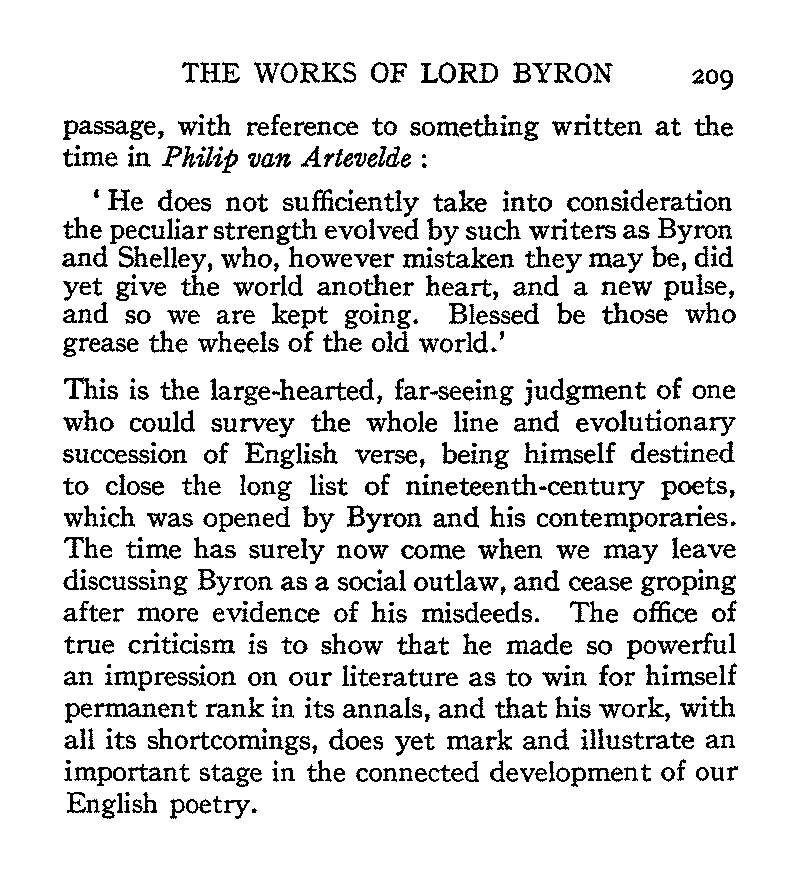 THE WORKS OF LORD BYRON 209
passage, with reference to something written at the
time in Philip van Artevelde :
‘ He does not sufficiently take into consideration
the peculiar strength evolved by such writers as Byron
and Shelley, who, however mistaken they may be, did
yet give the world another heart, and a new pulse,
and so we are kept going. Blessed be those who
grease the wheels of the old world.’
This is the large-hearted, far-seeing judgment of one
who could survey the whole line and evolutionary
succession of English verse, being himself destined
to close the long list of nineteenth-century poets,
which was opened by Byron and his contemporaries.
The time has surely now come when we may leave
discussing Byron as a social outlaw, and cease groping
after more evidence of his misdeeds. The office of
true criticism is to show that he made so powerful
an impression on our literature as to win for himself
permanent rank in its annals, and that his work, with
all its shortcomings, does yet mark and illustrate an
important stage in the connected development of our
English poetry.